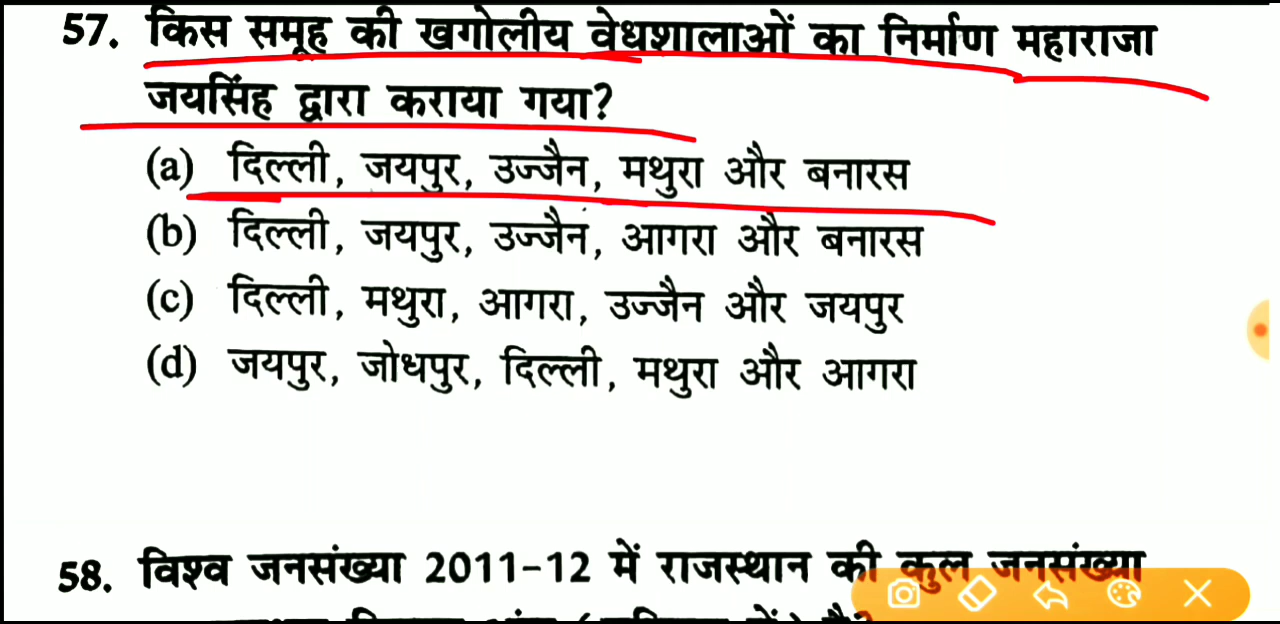 57. किस समूह की खगोलीय वेधशालाओं का निर्माण महाराजा
जयसिंह द्वारा कराया गया?
(a) दिल्ली, जयपुर, उज्जैन, मथुरा और बनारस
(b) दिल्ली, जयपुर, उज्जैन, आगरा और बनारस
(c) दिल्ली, मथुरा, आगरा, उज्जैन और जयपुर
(d) जयपुर, जोधपुर, दिल्ली, मथुरा और आगरा
58. विश्व जनसंख्या 2011-12 में राजस्थान की कुल जनसंख्या